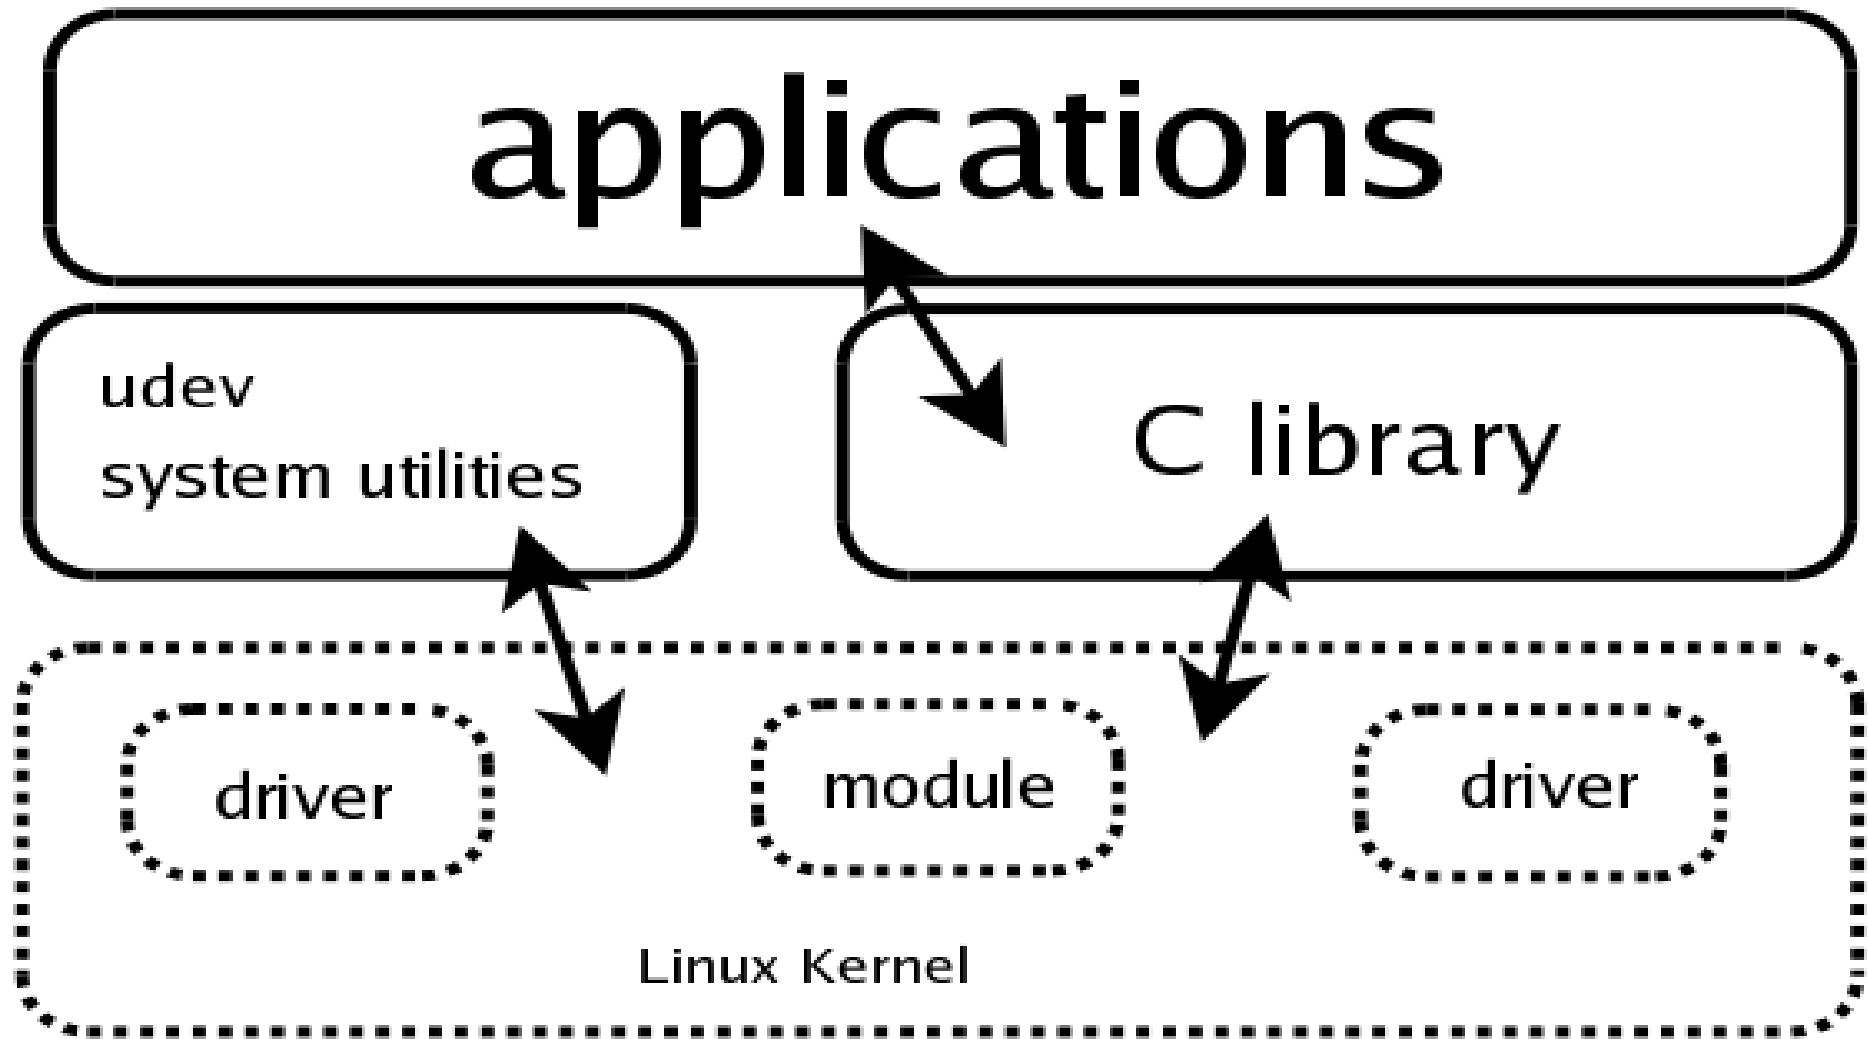 applications
udev
system utilities
C library
driver
module
driver
Linux Kernel